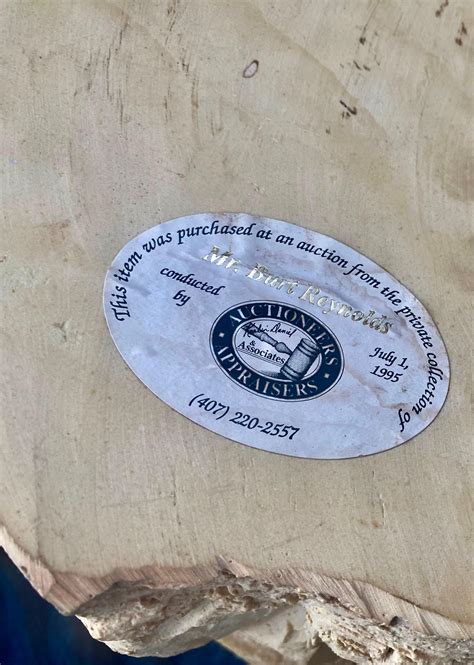 This item was purchased at an auction from the private collection of
Mr. Burt Reynolds
conducted
by
July 1,
1995
AUCTIONEERS
& Associates
APPRAISERS
(407) 220-2557